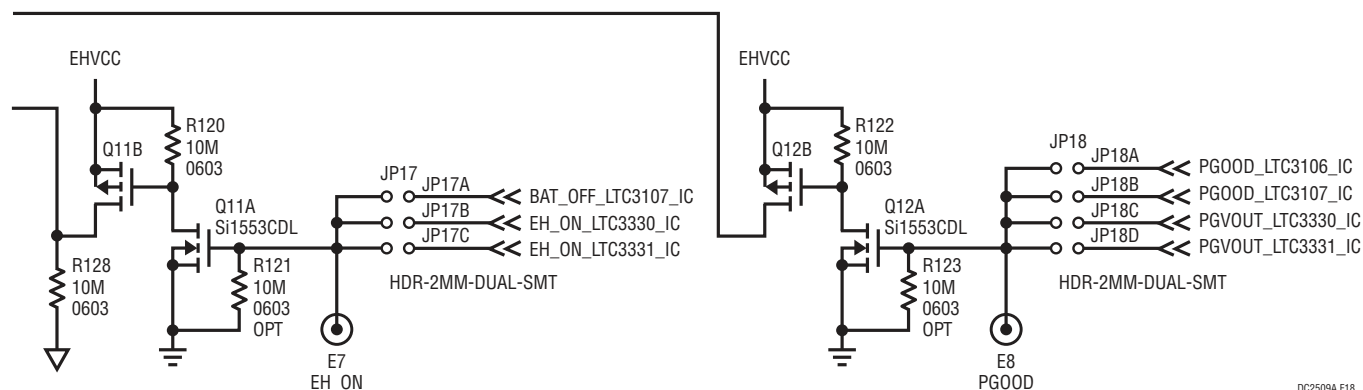 EHVCC
Q11B
R120
10M
0603
Q11A
Si1553CDL
R128
10M
0603
R121
10M
0603
OPT
JP17
JP17A
BAT_OFF_LTC3107_IC
JP17B
EH_ON_LTC3330_IC
JP17C
EH_ON_LTC3331_IC
HDR-2MM-DUAL-SMT
E7
EH_ON
EHVCC
Q12B
R122
10M
0603
Q12A
Si1553CDL
R123
10M
0603
OPT
JP18
JP18A
PGOOD_LTC3106_IC
JP18B
PGOOD_LTC3107_IC
JP18C
PGVOUT_LTC3330_IC
JP18D
PGVOUT_LTC3331_IC
HDR-2MM-DUAL-SMT
E8
PGOOD
DC2509A F18